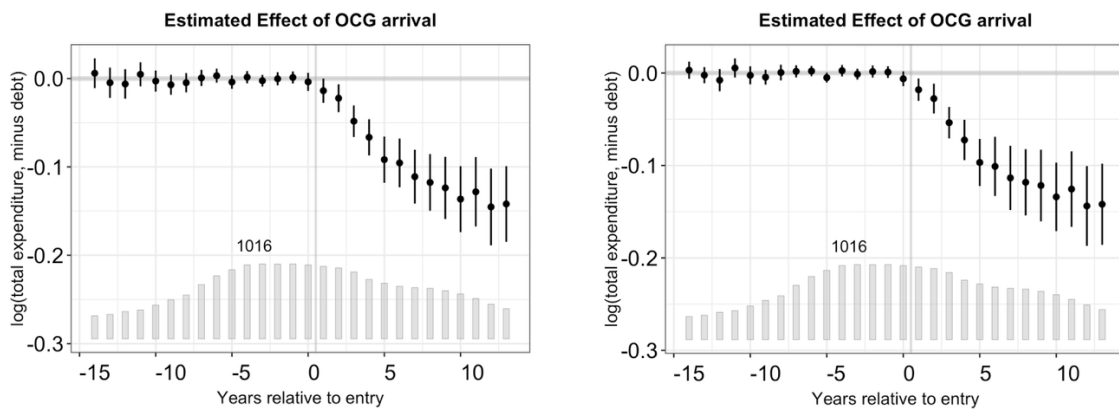 Estimated Effect of OCG arrival
log(total expenditure, minus debt)
0.0
-0.1
-0.2
-0.3
1016
-15 -10 -5 0 5 10
Years relative to entry
Estimated Effect of OCG arrival
log(total expenditure, minus debt)
0.0
-0.1
-0.2
-0.3
1016
-15 -10 -5 0 5 10
Years relative to entry